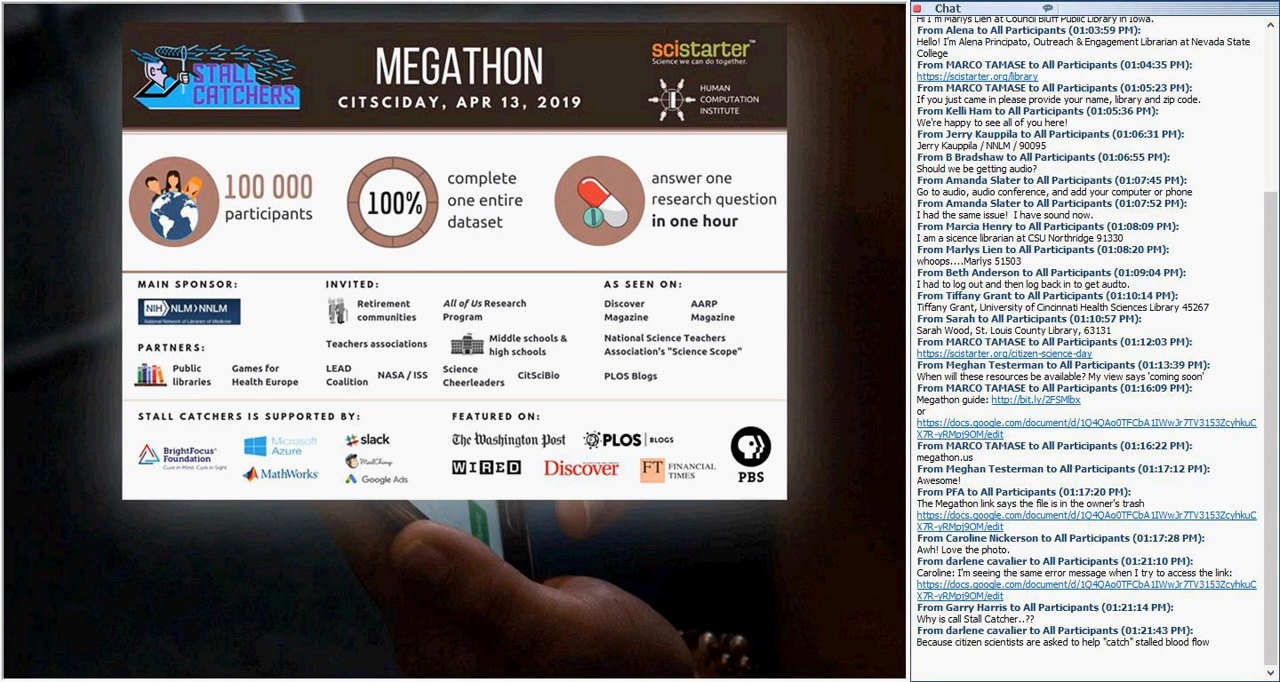 STALL
CATCHERS
MEGATHON
CITSCIDAY, APR 13, 2019
scistarter™
Science we can do together.
HUMAN
COMPUTATION
INSTITUTE
100 000
participants
100%
complete
one entire
dataset
answer one
research question
in one hour
MAIN SPONSOR:
NIH NLM NNLM
National Network of Libraries of Medicine
PARTNERS:
Public
libraries
Games for
Health Europe
INVITED:
Retirement
communities
All of Us Research
Program
Teachers associations
Middle schools &
high schools
LEAD
Coalition
NASA / ISS
Science
Cheerleaders
CitSciBio
AS SEEN ON:
Discover
Magazine
AARP
Magazine
National Science Teachers
Association's "Science Scope"
PLOS Blogs
STALL CATCHERS IS SUPPORTED BY:
BrightFocus®
Foundation
Cure in Mind. Cure in Sight.
Microsoft
Azure
MathWorks®
slack
MailChimp
Google Ads
FEATURED ON:
The Washington Post
PLOS BLOGS
WIRED
Discover
FT FINANCIAL
TIMES
PBS
Chat
Hi I'm Marlys Lien at Council Bluff Public Library in Iowa.
From Alena to All Participants (01:03:59 PM):
Hello! I'm Alena Principato, Outreach & Engagement Librarian at Nevada State
College
From MARCO TAMASE to All Participants (01:04:35 PM):
https://scistarter.org/library
From MARCO TAMASE to All Participants (01:05:23 PM):
If you just came in please provide your name, library and zip code.
From Kelli Ham to All Participants (01:05:36 PM):
We're happy to see all of you here!
From Jerry Kauppila to All Participants (01:06:31 PM):
Jerry Kauppila / NNLM / 90095
From B Bradshaw to All Participants (01:06:55 PM):
Should we be getting audio?
From Amanda Slater to All Participants (01:07:45 PM):
Go to audio, audio conference, and add your computer or phone
From Amanda Slater to All Participants (01:07:52 PM):
I had the same issue! I have sound now.
From Marcia Henry to All Participants (01:08:09 PM):
I am a sicence librarian at CSU Northridge 91330
From Marlys Lien to All Participants (01:08:20 PM):
whoops....Marlys 51503
From Beth Anderson to All Participants (01:09:04 PM):
I had to log out and then log back in to get audto.
From Tiffany Grant to All Participants (01:10:14 PM):
Tiffany Grant, University of Cincinnati Health Sciences Library 45267
From Sarah to All Participants (01:10:57 PM):
Sarah Wood, St. Louis County Library, 63131
From MARCO TAMASE to All Participants (01:12:03 PM):
https://scistarter.org/citizen-science-day
From Meghan Testerman to All Participants (01:13:39 PM):
When will these resources be available? My view says 'coming soon'
From MARCO TAMASE to All Participants (01:16:09 PM):
Megathon guide: http://bit.ly/2FSMlbx
or
https://docs.google.com/document/d/1Q4QAo0TFCbA1IWwJr7TV3153ZcyhkuC
X7R-yRMpj9OM/edit
From MARCO TAMASE to All Participants (01:16:22 PM):
megathon.us
From Meghan Testerman to All Participants (01:17:12 PM):
Awesome!
From PFA to All Participants (01:17:20 PM):
The Megathon link says the file is in the owner's trash
https://docs.google.com/document/d/1Q4QAo0TFCbA1IWwJr7TV3153ZcyhkuC
X7R-yRMpj9OM/edit
From Caroline Nickerson to All Participants (01:17:28 PM):
Awh! Love the photo.
From darlene cavalier to All Participants (01:21:10 PM):
Caroline: I'm seeing the same error message when I try to access the link:
https://docs.google.com/document/d/1Q4QAo0TFCbA1IWwJr7TV3153ZcyhkuC
X7R-yRMpj9OM/edit
From Garry Harris to All Participants (01:21:14 PM):
Why is call Stall Catcher..??
From darlene cavalier to All Participants (01:21:43 PM):
Because citizen scientists are asked to help "catch" stalled blood flow